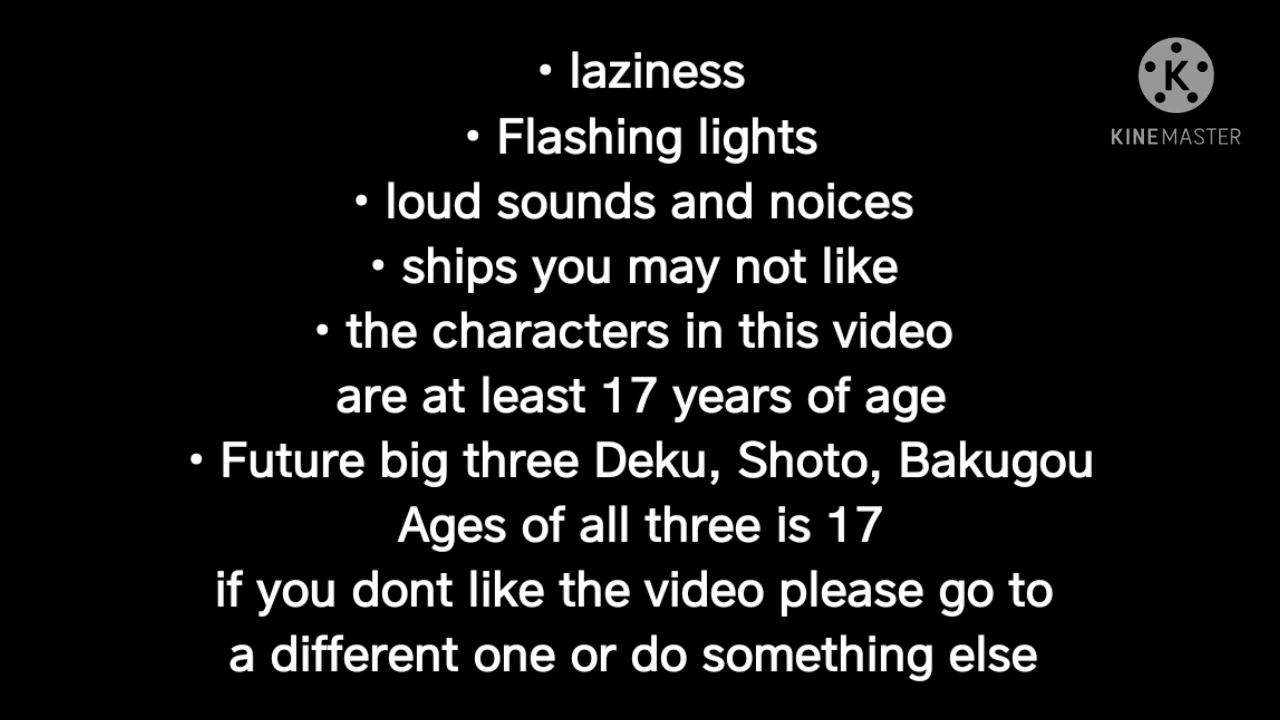 • laziness
• Flashing lights
• loud sounds and noices
• ships you may not like
• the characters in this video
are at least 17 years of age
• Future big three Deku, Shoto, Bakugou
Ages of all three is 17
if you dont like the video please go to
a different one or do something else
K
KINEMASTER